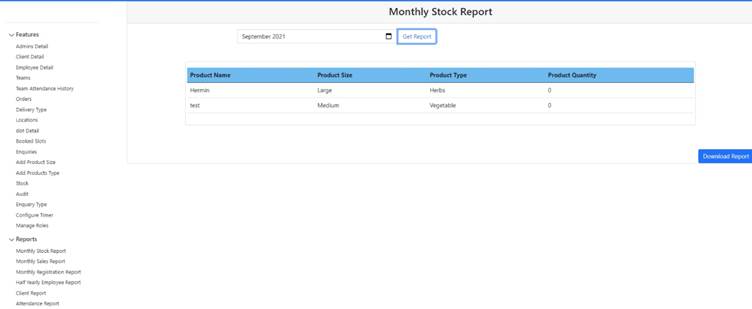 Monthly Stock Report
September 2021
Get Report
Features
Admins Detail
Client Detail
Employee Detail
Teams
Team Attendance History
Orders
Delivery Type
Locations
slot Detail
Booked Slots
Enquiries
Add Product Size
Add Products Type
Stock
Audit
Enquary Type
Configure Timer
Manage Roles
Reports
Monthly Stock Report
Monthly Sales Report
Monthly Registration Report
Half Yearly Employee Report
Client Report
Attendance Report
Product Name Product Size Product Type Product Quantity
Hermin Large Herbs 0
test Medium Vegetable 0
Download Report